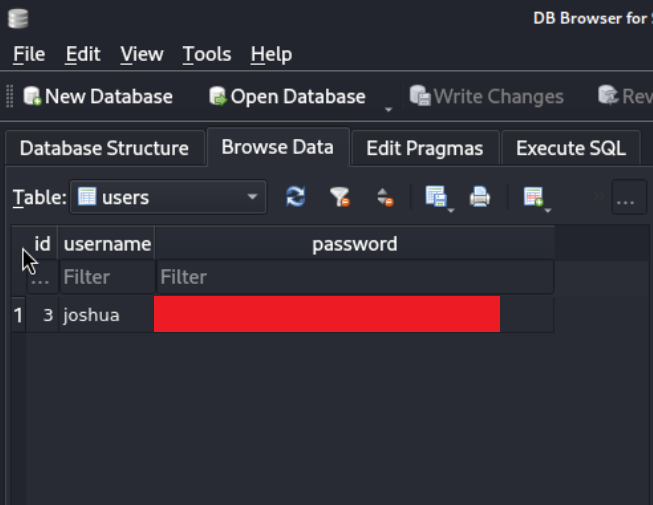 DB Browser for
File Edit View Tools Help
New Database Open Database Write Changes Rev
Database Structure Browse Data Edit Pragmas Execute SQL
Table: users ...
id username password
... Filter Filter
1 3 joshua